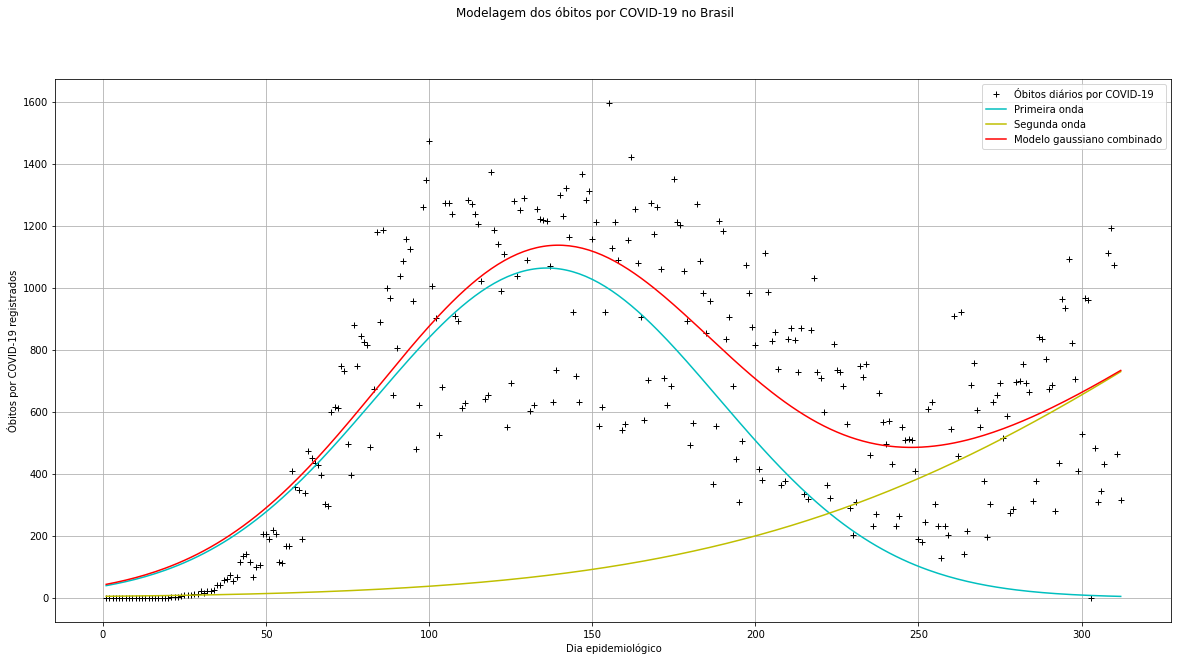 Modelagem dos óbitos por COVID-19 no Brasil
Óbitos diários por COVID-19
Primeira onda
Segunda onda
Modelo gaussiano combinado
Óbitos por COVID-19 registrados
1600
1400
1200
1000
800
600
400
200
0
0 50 100 150 200 250 300
Dia epidemiológico